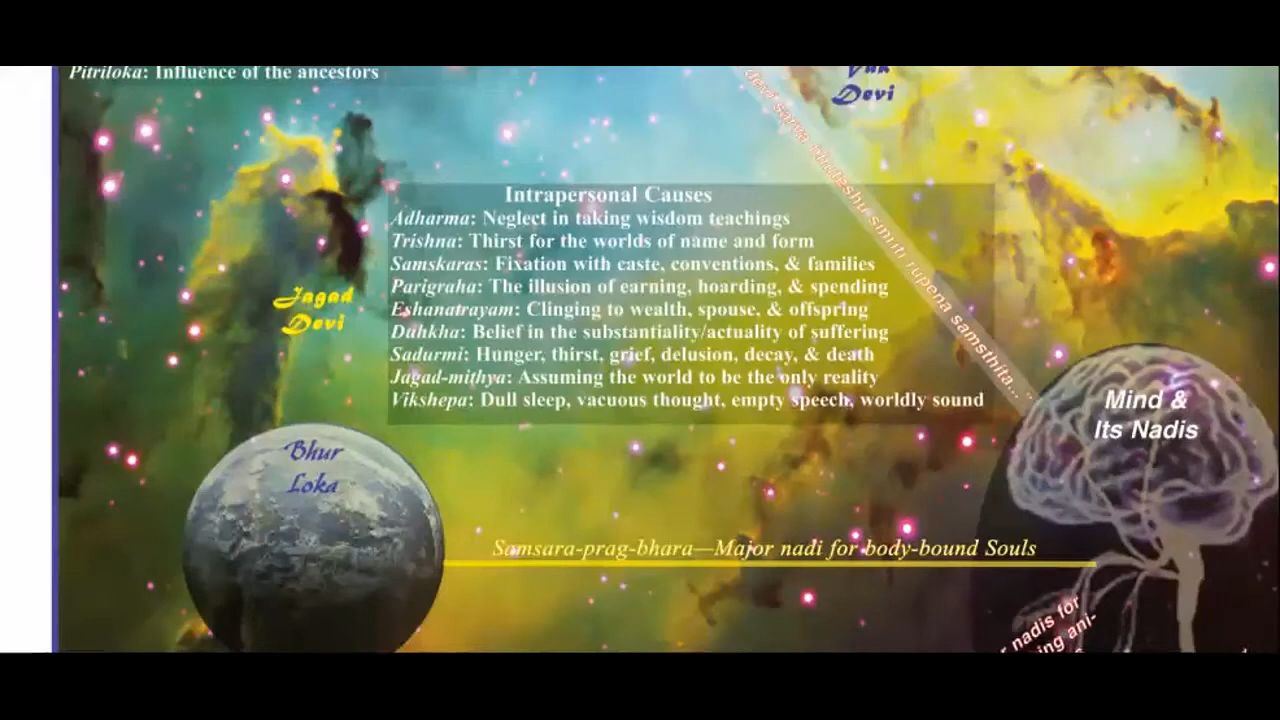 Pitriloka: Influence of the ancestors
Devi
devi sarva bhuteshu smriti rupena samsthita...
Intrapersonal Causes
Adharma: Neglect in taking wisdom teachings
Trishna: Thirst for the worlds of name and form
Samskaras: Fixation with caste, conventions, & families
Parigraha: The illusion of earning, hoarding, & spending
Eshanatrayam: Clinging to wealth, spouse, & offspring
Dahkha: Belief in the substantiality/actuality of suffering
Sadurmi: Hunger, thirst, grief, delusion, decay, & death
Jagad-mithya: Assuming the world to be the only reality
Vikshepa: Dull sleep, vacuous thought, empty speech, worldly sound
Jagad
Devi
Mind &
Its Nadis
Bhur
Loka
Samsara-prag-bhara—Major nadi for body-bound Souls
nadis for
ani-